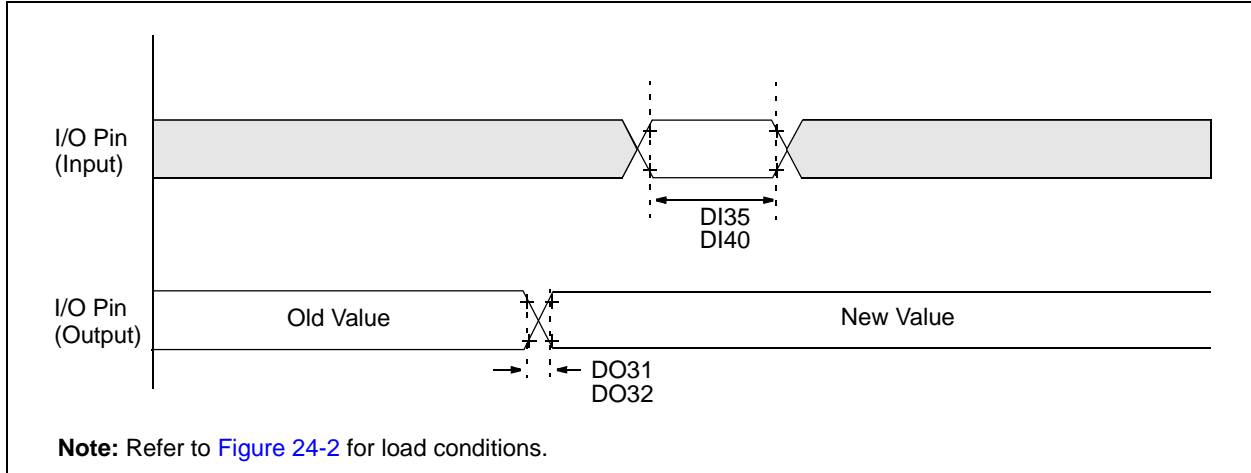 I/O Pin
(Input)
DI35
DI40
I/O Pin
(Output)
Old Value
New Value
DO31
DO32
Note: Refer to Figure 24-2 for load conditions.